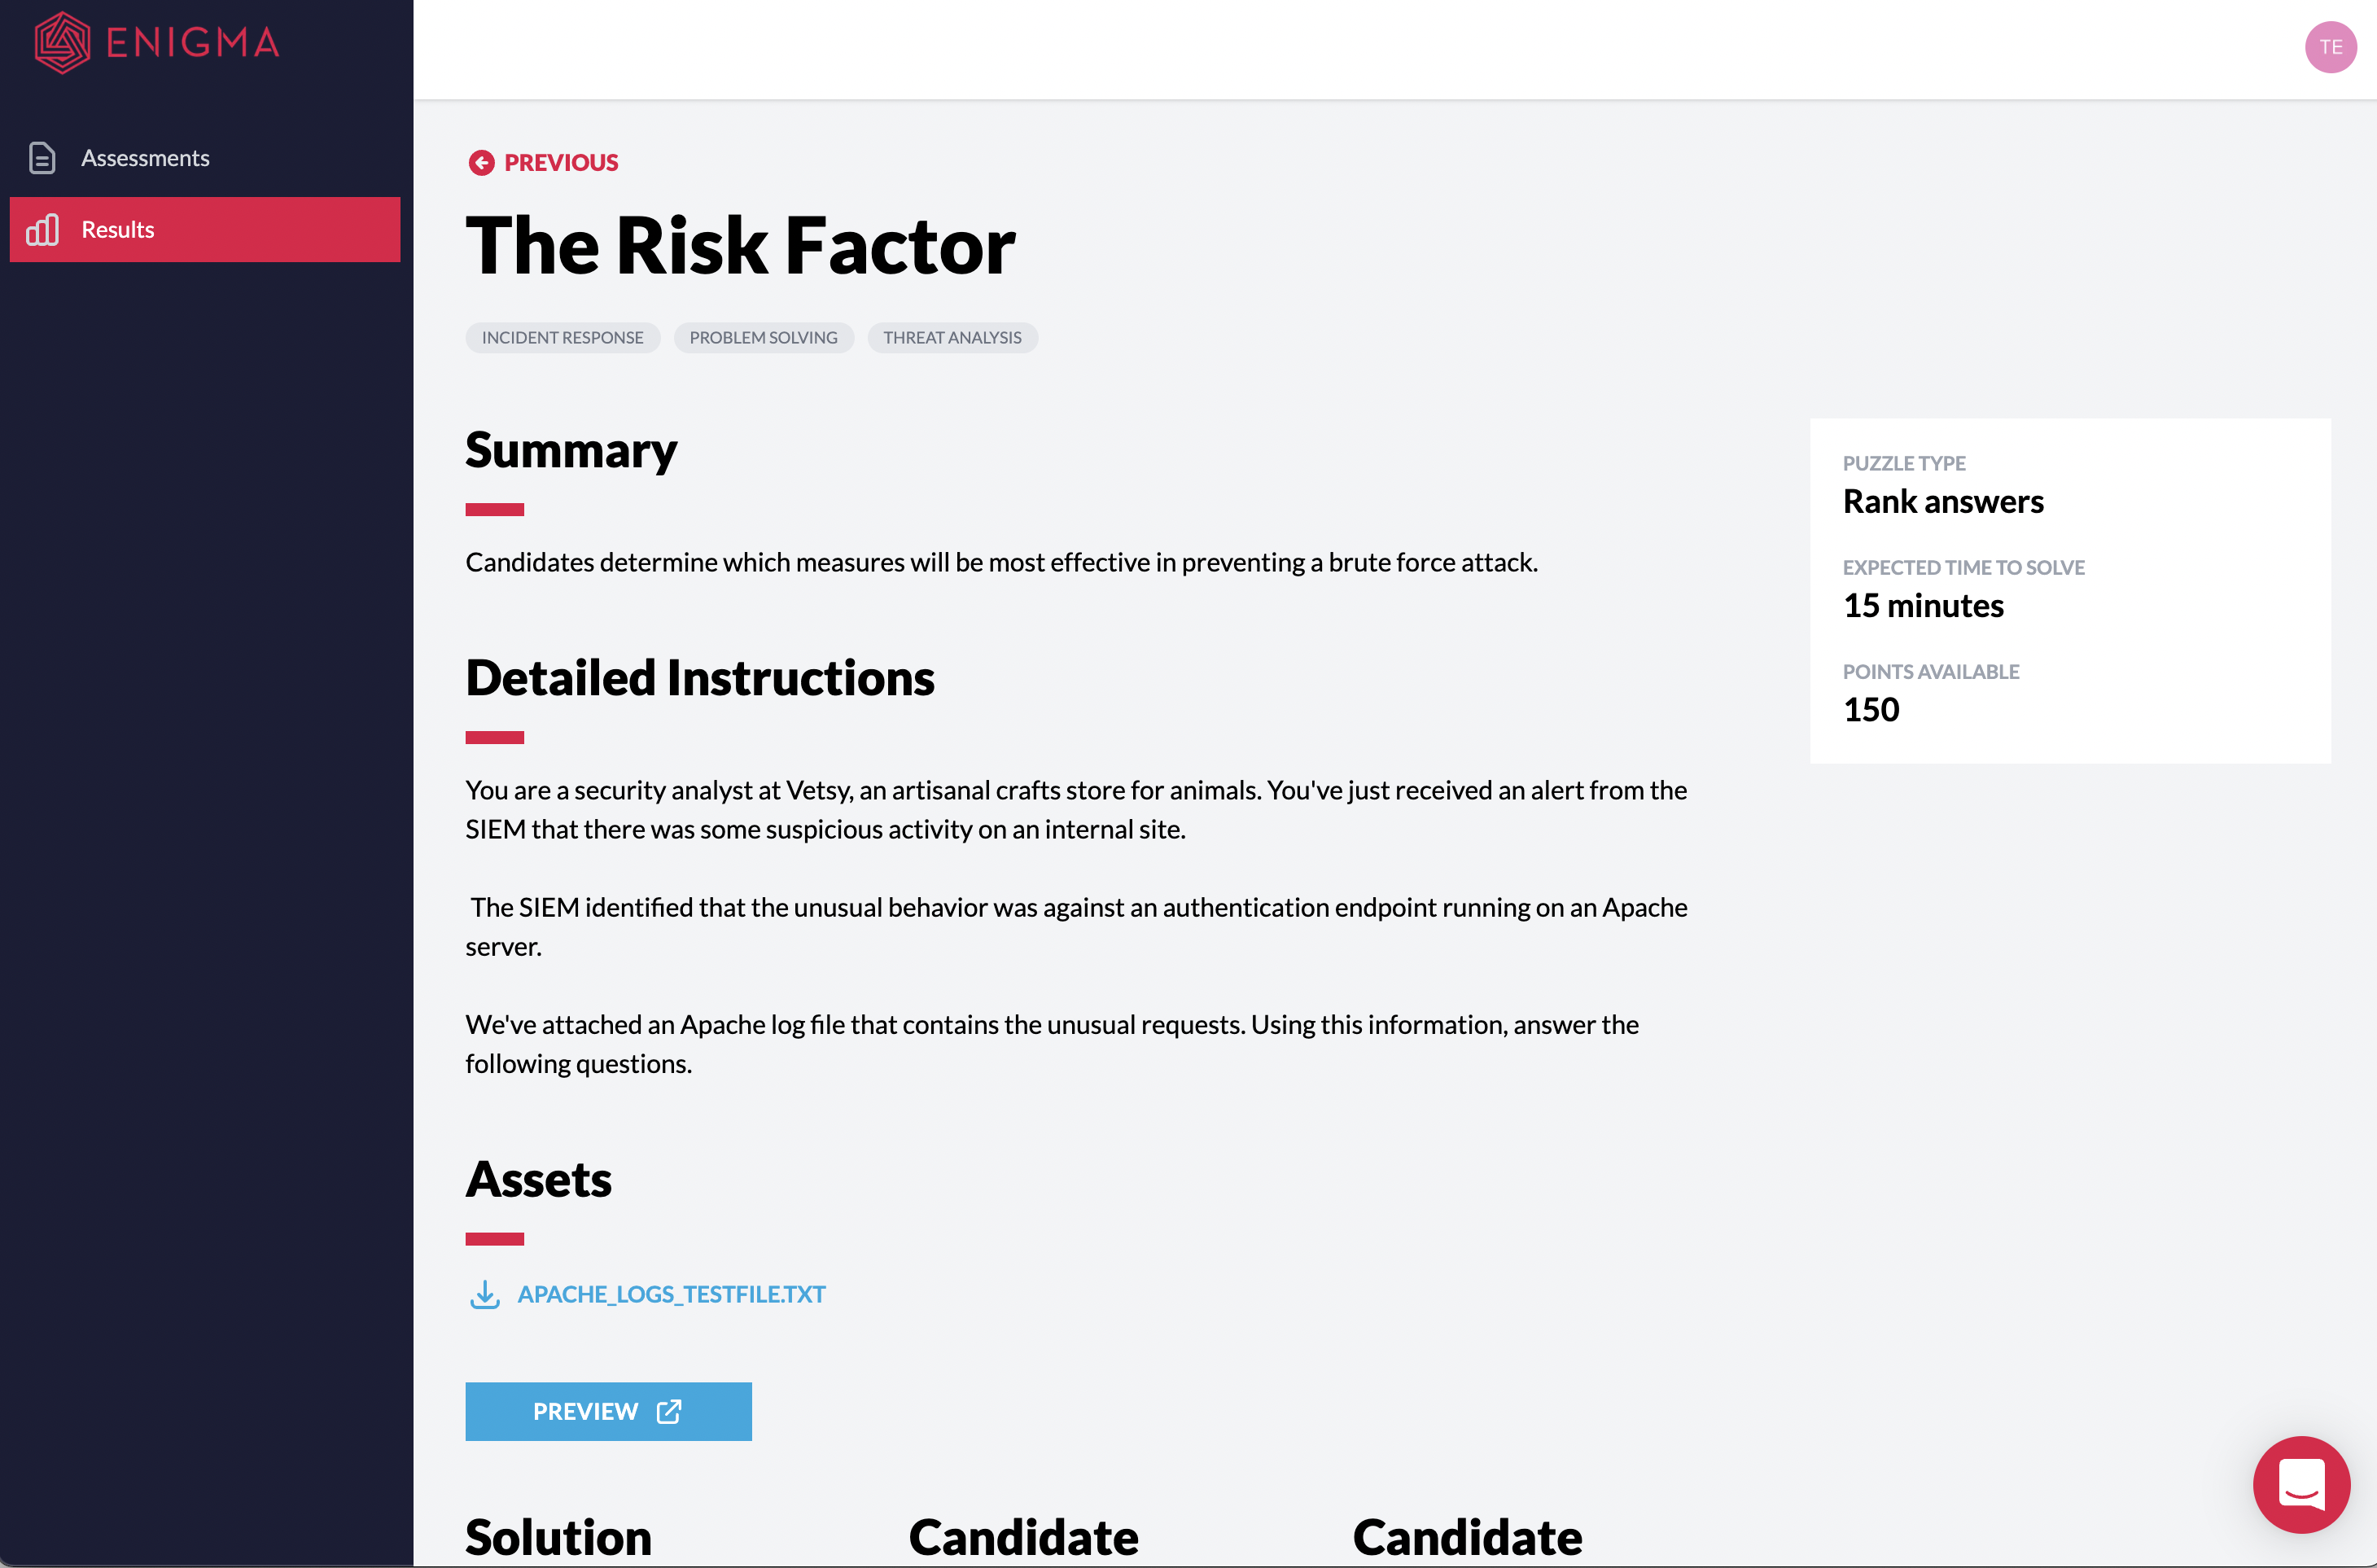 ENIGMA
TE
Assessments
Results
PREVIOUS
The Risk Factor
INCIDENT RESPONSE
PROBLEM SOLVING
THREAT ANALYSIS
Summary
Candidates determine which measures will be most effective in preventing a brute force attack.
PUZZLE TYPE
Rank answers
EXPECTED TIME TO SOLVE
15 minutes
POINTS AVAILABLE
150
Detailed Instructions
You are a security analyst at Vetsy, an artisanal crafts store for animals. You've just received an alert from the
SIEM that there was some suspicious activity on an internal site.
The SIEM identified that the unusual behavior was against an authentication endpoint running on an Apache
server.
We've attached an Apache log file that contains the unusual requests. Using this information, answer the
following questions.
Assets
APACHE_LOGS_TESTFILE.TXT
PREVIEW
Solution
Candidate
Candidate